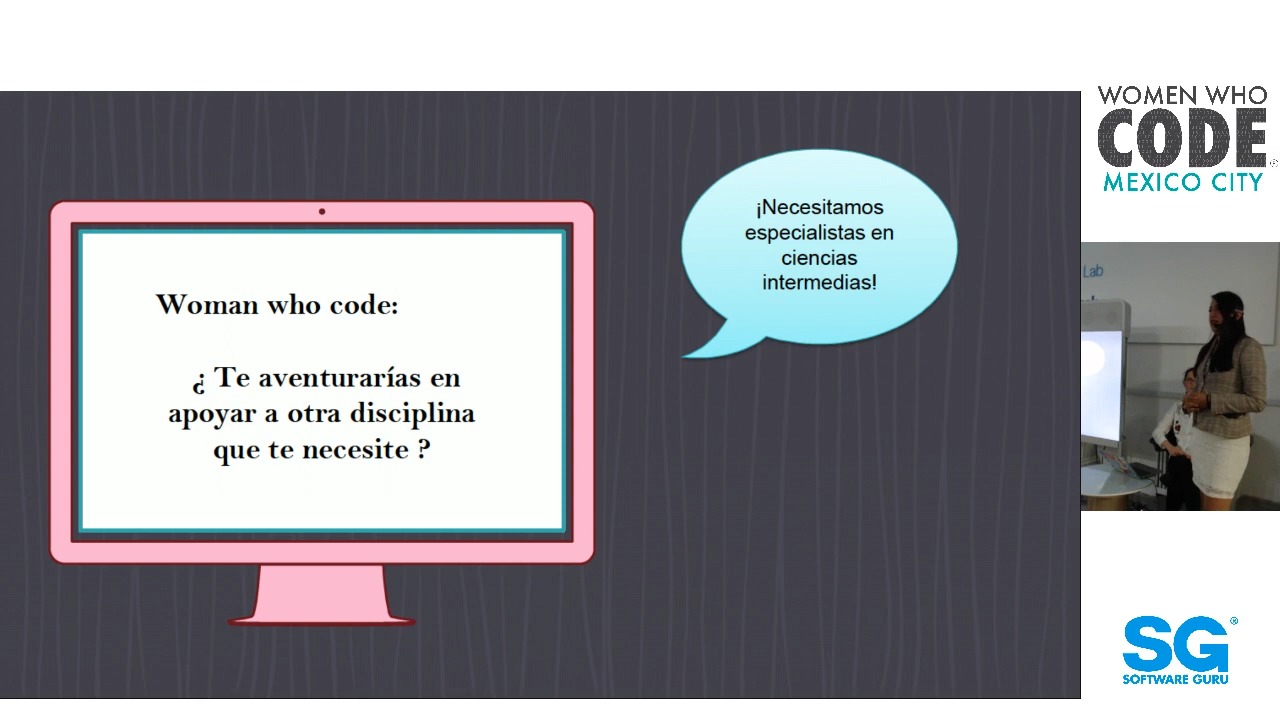 Woman who code:
¿ Te aventurarías en
apoyar a otra disciplina
que te necesite ?
¡Necesitamos
especialistas en
ciencias
intermedias!
WOMEN WHO
CODE®
MEXICO CITY
Lab
SG®
SOFTWARE GURU